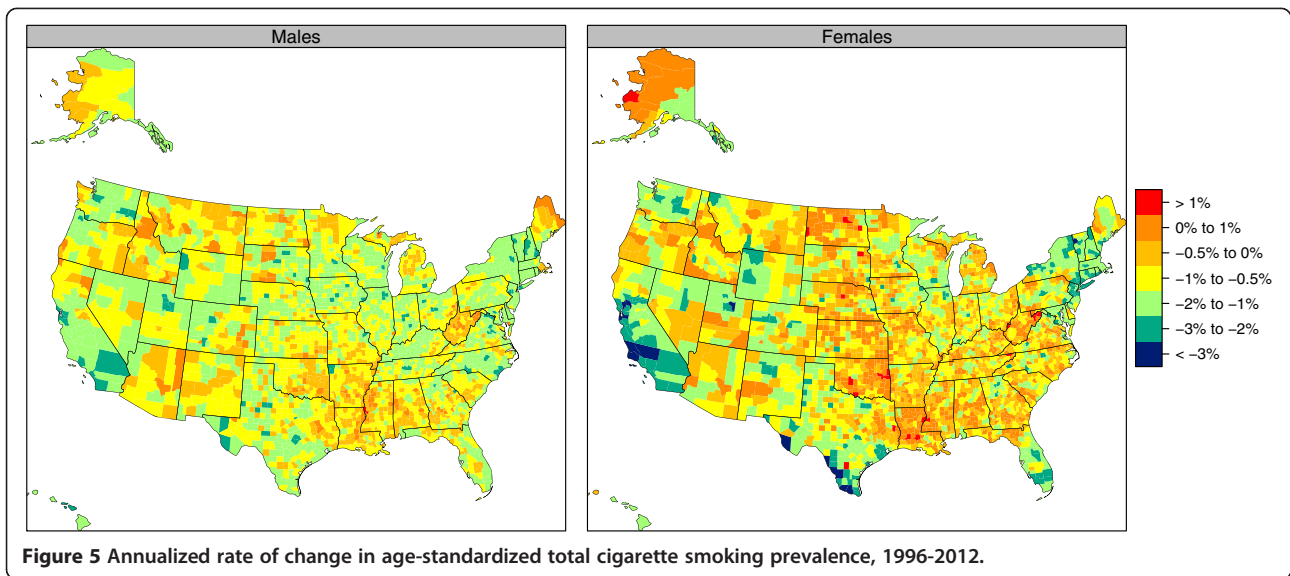 Males
Females
> 1%
0% to 1%
−0.5% to 0%
−1% to −0.5%
−2% to −1%
−3% to −2%
< −3%
Figure 5 Annualized rate of change in age-standardized total cigarette smoking prevalence, 1996-2012.